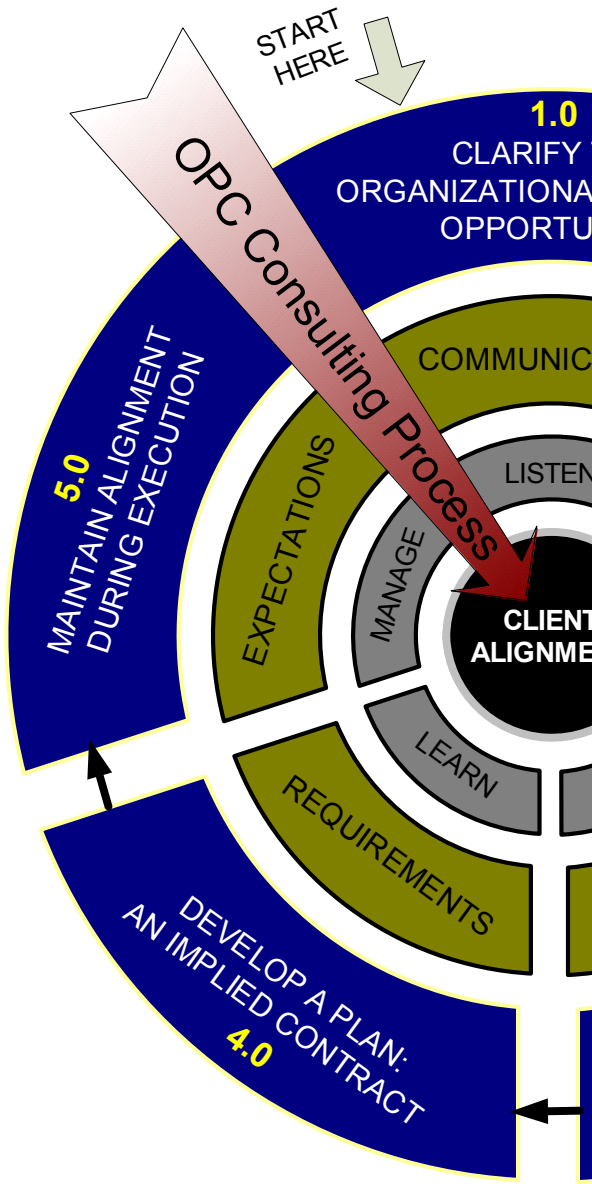 START
HERE
OPC Consulting Process
1.0
CLARIFY
ORGANIZATIONA
OPPORTU
COMMUNIC
LISTEN
CLIENT
ALIGNME
MANAGE
EXPECTATIONS
5.0
MAINTAIN ALIGNMENT
DURING EXECUTION
LEARN
REQUIREMENTS
DEVELOP A PLAN:
AN IMPLIED CONTRACT
4.0